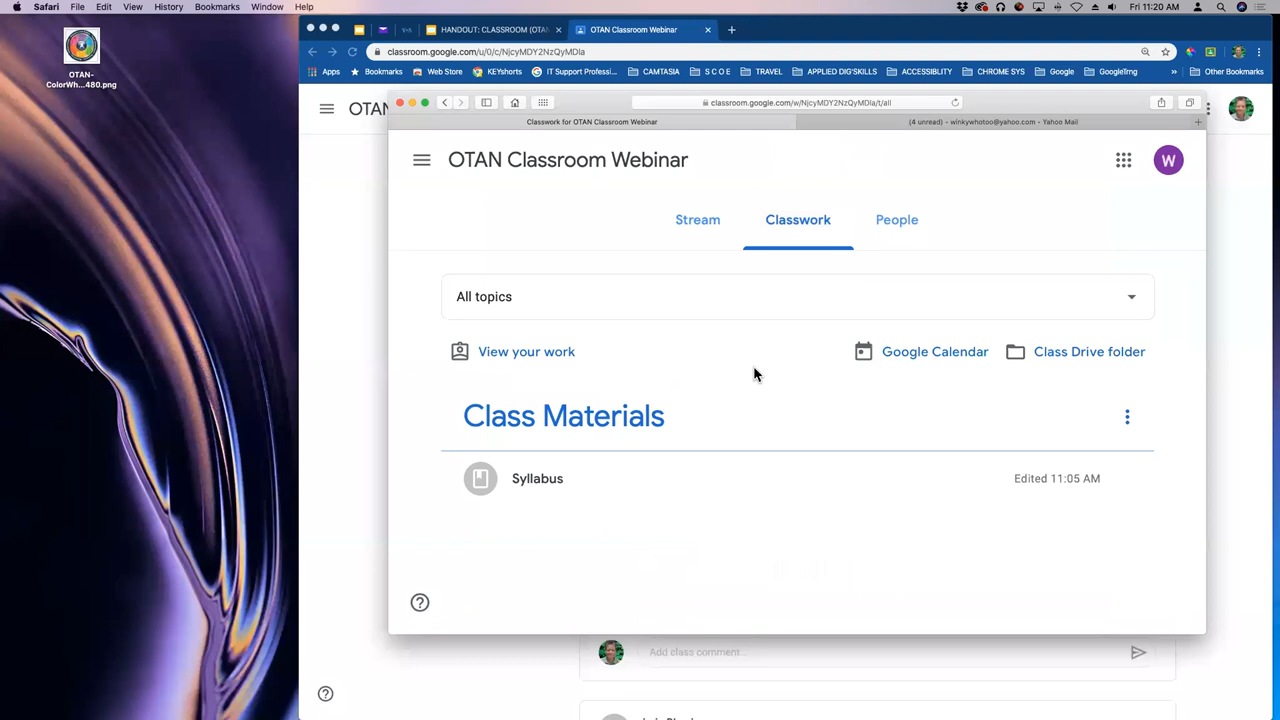 Safari File Edit View History Bookmarks Window Help
Fri 11:20 AM
OTAN-
ColorWh...480.png
HANDOUT: CLASSROOM (OTA
OTAN Classroom Webinar
classroom.google.com/u/0/c/NjcyMDY2NzQyMDla
Apps Bookmarks Web Store KEYshorts IT Support Professi... CAMTASIA S C O E TRAVEL APPLIED DIG'SKILLS ACCESSIBLITY CHROME SYS Google GoogleTrng » Other Bookmarks
OTAN
classroom.google.com/w/NjcyMDY2NzQyMDla/t/all
Classwork for OTAN Classroom Webinar
(4 unread) - winkywhotoo@yahoo.com - Yahoo Mail
OTAN Classroom Webinar
W
Stream Classwork People
All topics
View your work
Google Calendar
Class Drive folder
Class Materials
Syllabus
Edited 11:05 AM
Add class comment...